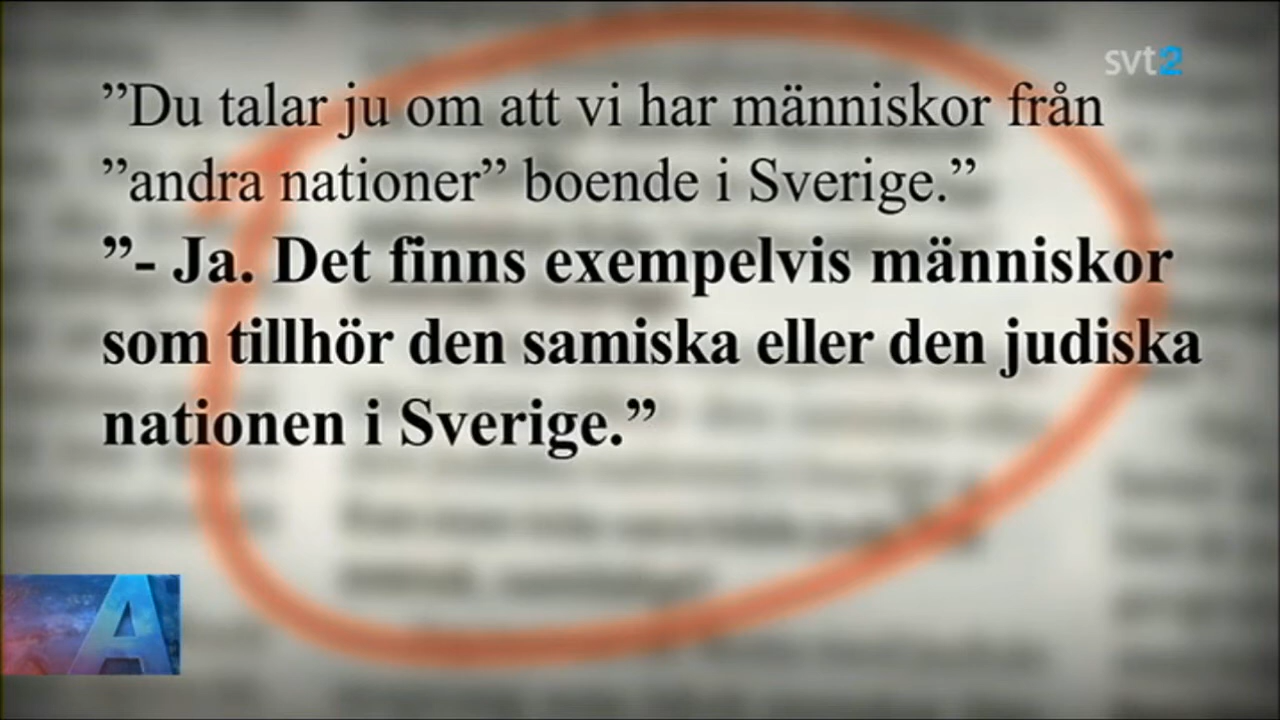 svt2
”Du talar ju om att vi har människor från
”andra nationer” boende i Sverige.”
”- Ja. Det finns exempelvis människor
som tillhör den samiska eller den judiska
nationen i Sverige.”
A